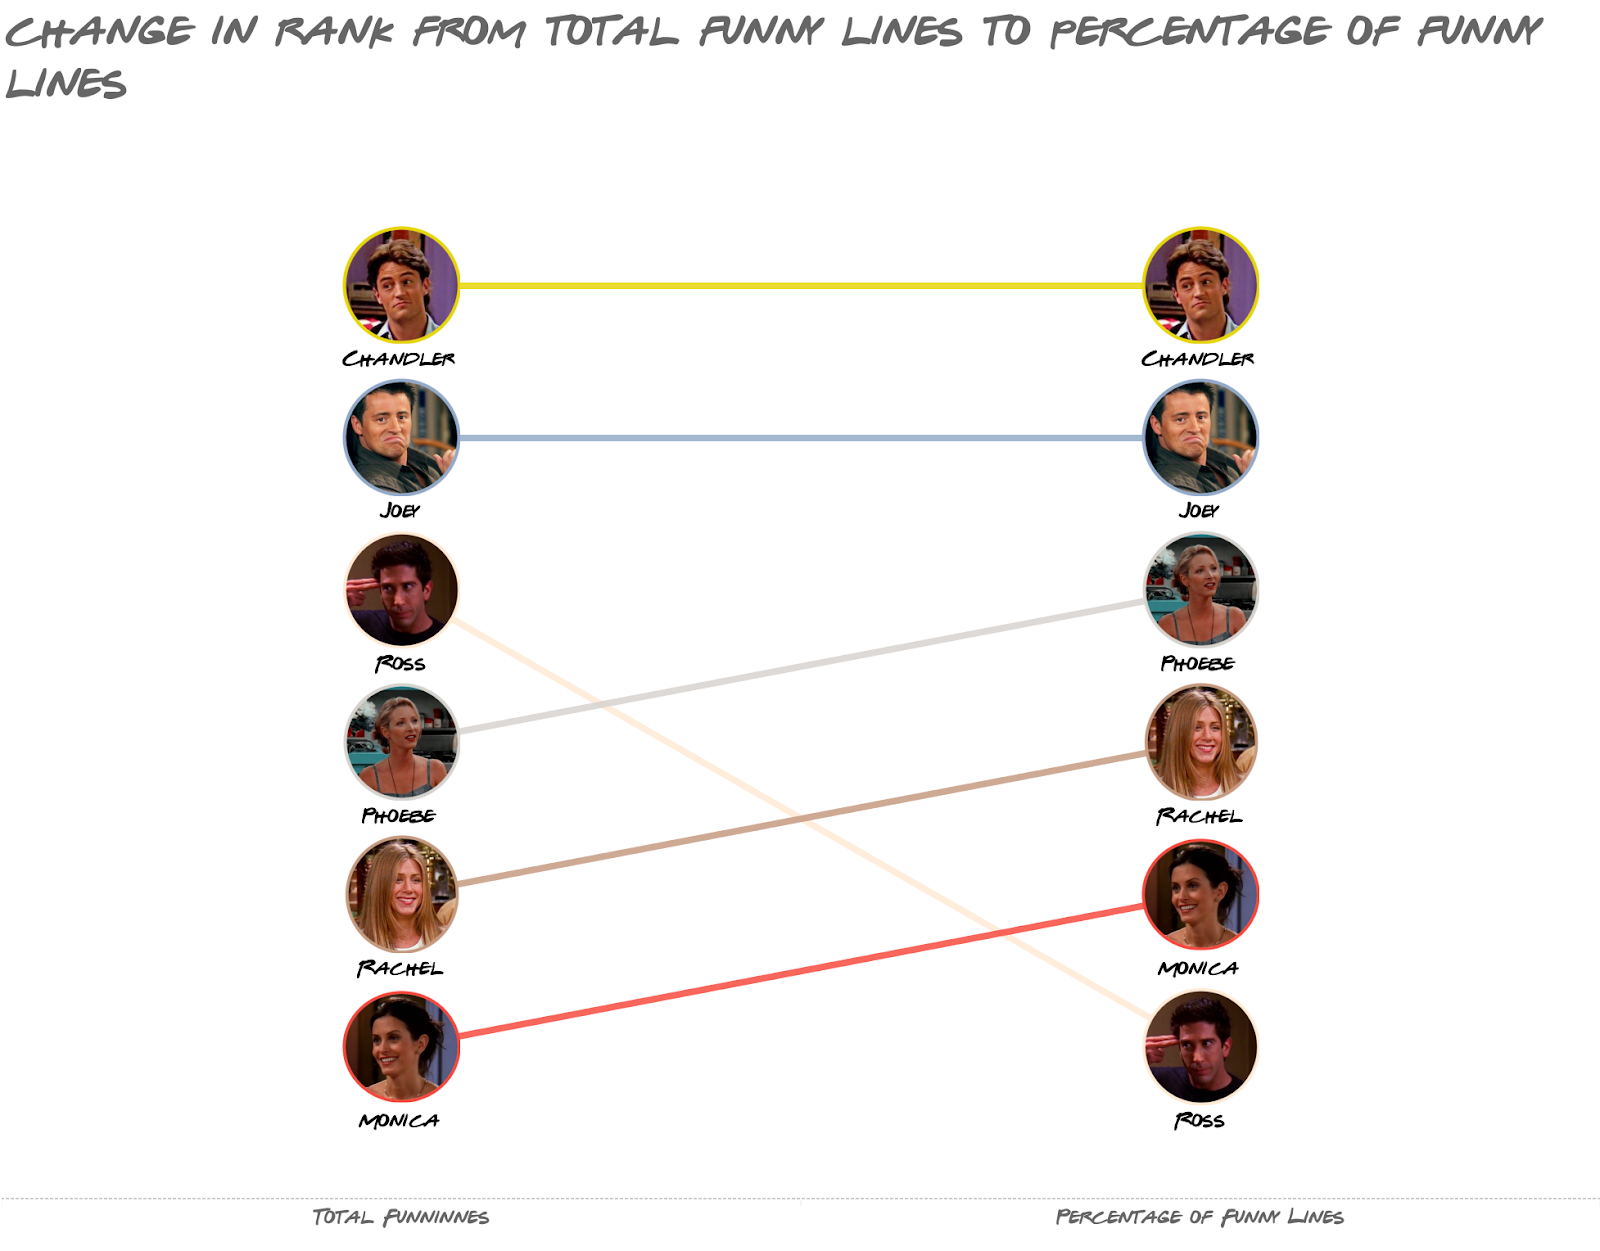 CHANGE IN RANK FROM TOTAL FUNNY LINES TO PERCENTAGE OF FUNNY
LINES
CHANDLER
CHANDLER
JOEY
JOEY
ROSS
PHOEBE
PHOEBE
RACHEL
RACHEL
MONICA
MONICA
ROSS
TOTAL FUNNINNES
PERCENTAGE OF FUNNY LINES